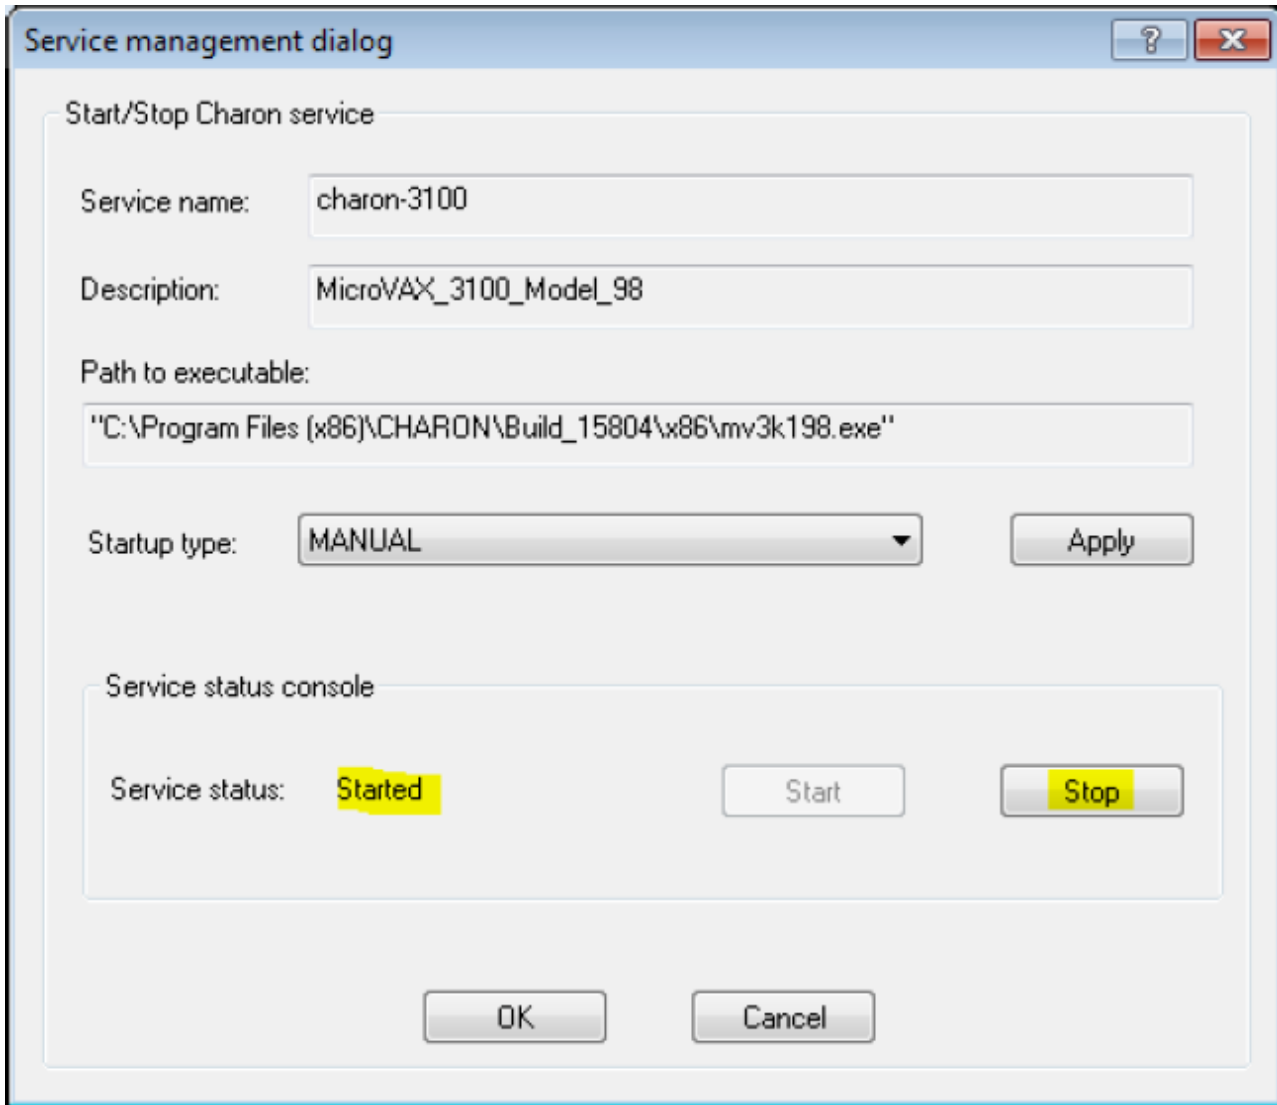 Service management dialog
?
Start/Stop Charon service
Service name: charon-3100
Description: MicroVAX_3100_Model_98
Path to executable:
"C:\Program Files (x86)\CHARON\Build_15804\x86\mv3k198.exe"
Startup type: MANUAL Apply
Service status console
Service status: Started Start Stop
OK Cancel